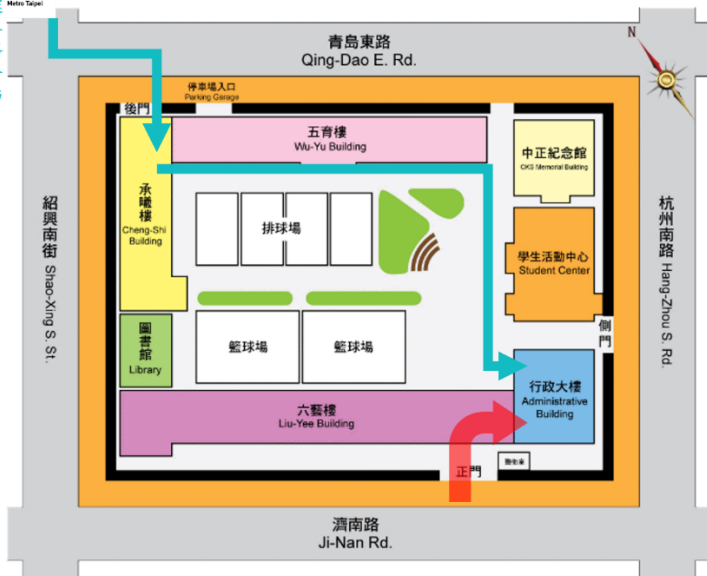 Metro Taipei
青島東路
Qing-Dao E. Rd.
N
停車場入口
Parking Garage
後門
五育樓
Wu-Yu Building
中正紀念館
CKS Memorial Building
承曦樓
Cheng-Shi
Building
排球場
紹興南街 Shao-Xing S. St.
杭州南路 Hang-Zhou S. Rd.
學生活動中心
Student Center
圖書館
Library
籃球場
籃球場
側門
行政大樓
Administrative
Building
六藝樓
Liu-Yee Building
正門
濟南路
Ji-Nan Rd.